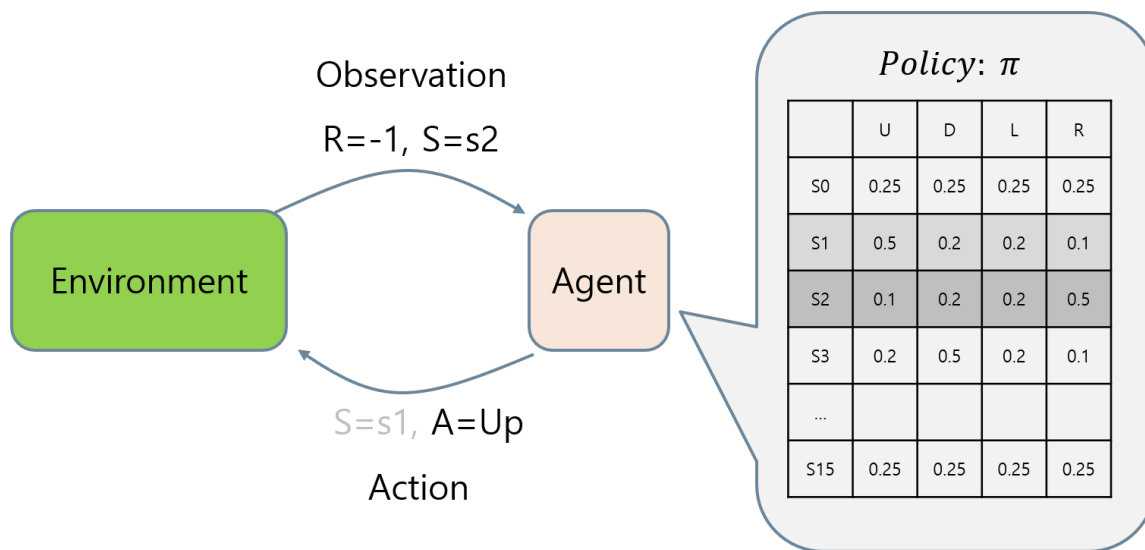 Observation
R=-1, S=s2
Environment
Agent
S=s1, A=Up
Action
Policy: π
U D L R
S0 0.25 0.25 0.25 0.25
S1 0.5 0.2 0.2 0.1
S2 0.1 0.2 0.2 0.5
S3 0.2 0.5 0.2 0.1
...
S15 0.25 0.25 0.25 0.25